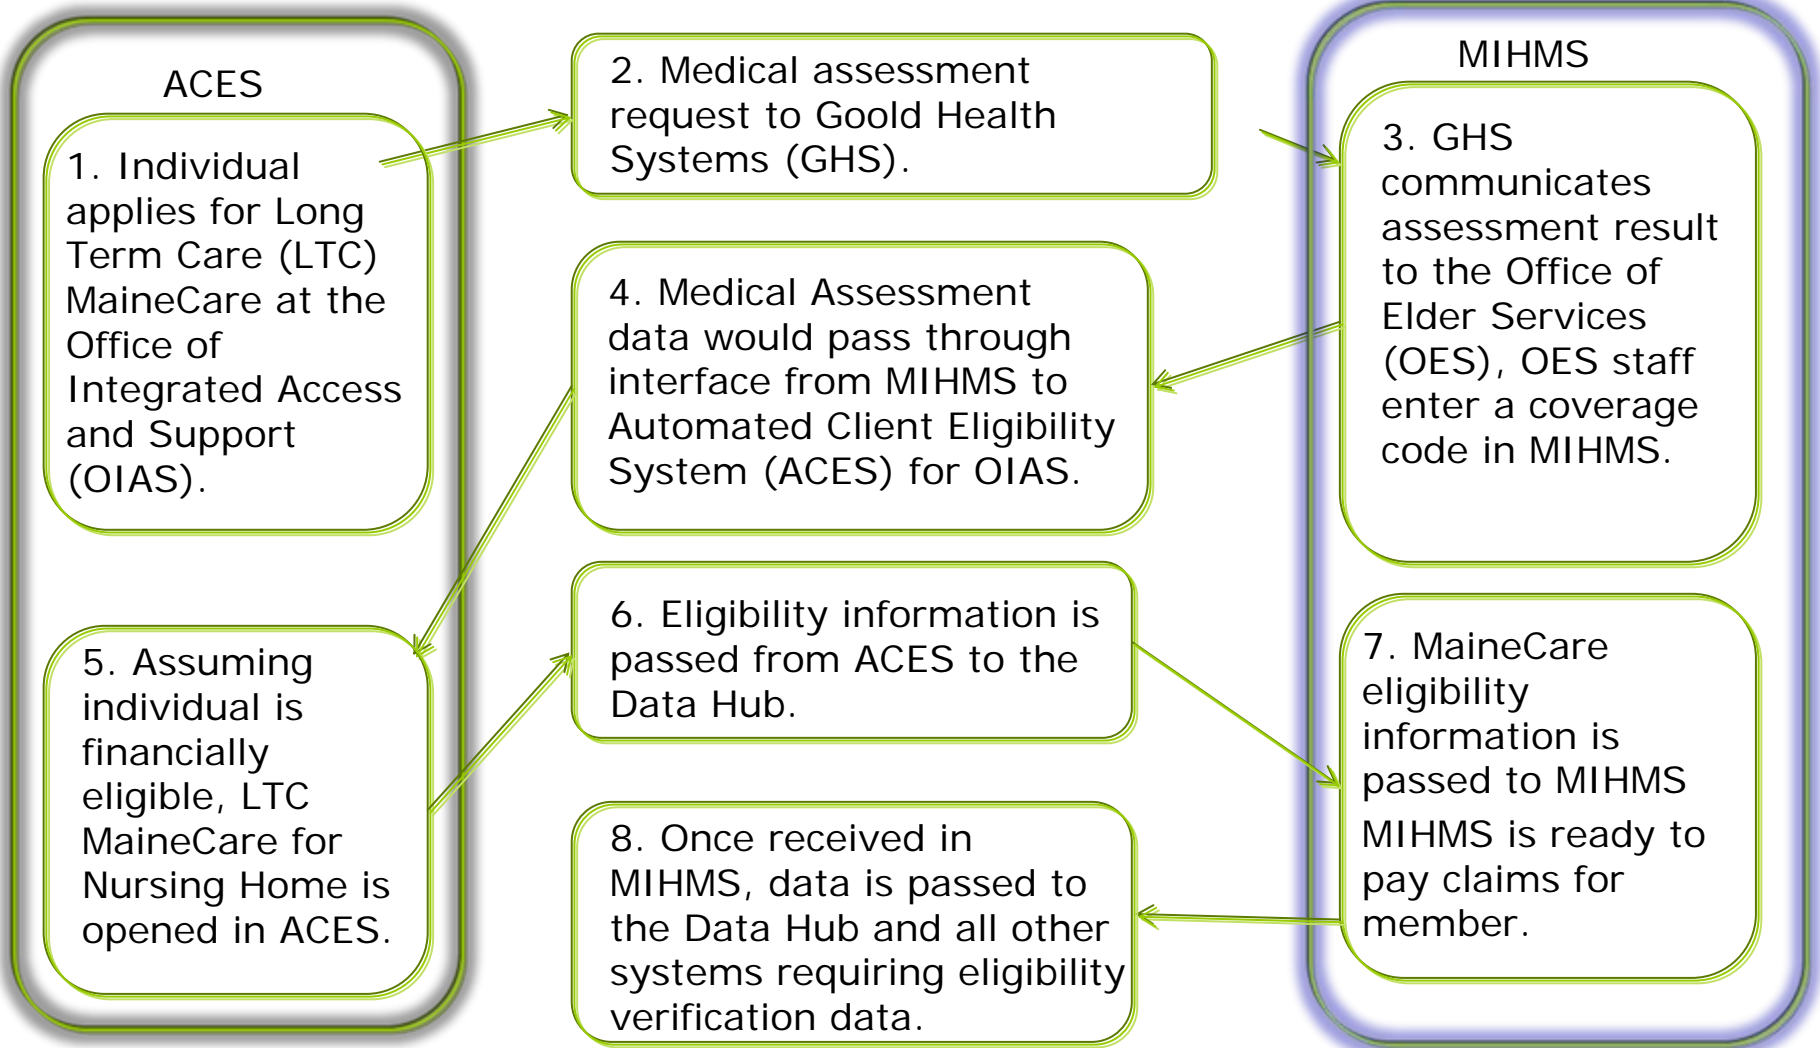 ACES
1. Individual
applies for Long
Term Care (LTC)
MaineCare at the
Office of
Integrated Access
and Support
(OIAS).
2. Medical assessment
request to Goold Health
Systems (GHS).
MIHMS
3. GHS
communicates
assessment result
to the Office of
Elder Services
(OES), OES staff
enter a coverage
code in MIHMS.
4. Medical Assessment
data would pass through
interface from MIHMS to
Automated Client Eligibility
System (ACES) for OIAS.
5. Assuming
individual is
financially
eligible, LTC
MaineCare for
Nursing Home is
opened in ACES.
6. Eligibility information is
passed from ACES to the
Data Hub.
7. MaineCare
eligibility
information is
passed to MIHMS
MIHMS is ready to
pay claims for
member.
8. Once received in
MIHMS, data is passed to
the Data Hub and all other
systems requiring eligibility
verification data.